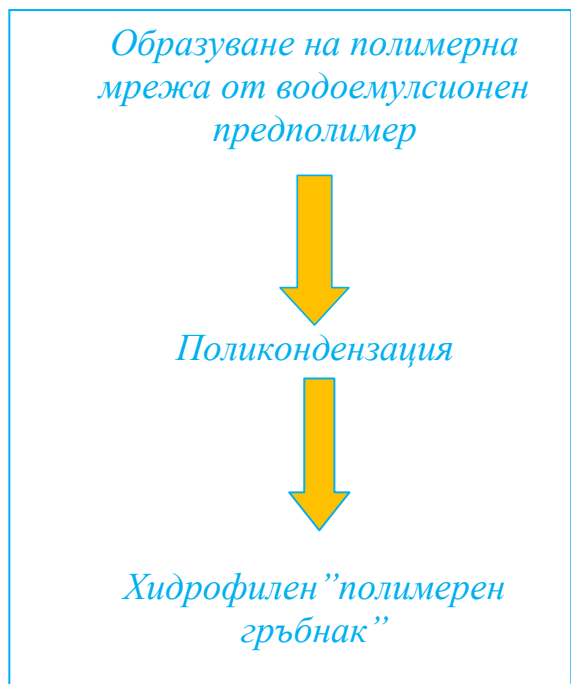 Образуване на полимерна
мрежа от водоемулсионен
предполимер
Поликондензация
Хидрофилен”полимерен
гръбнак”